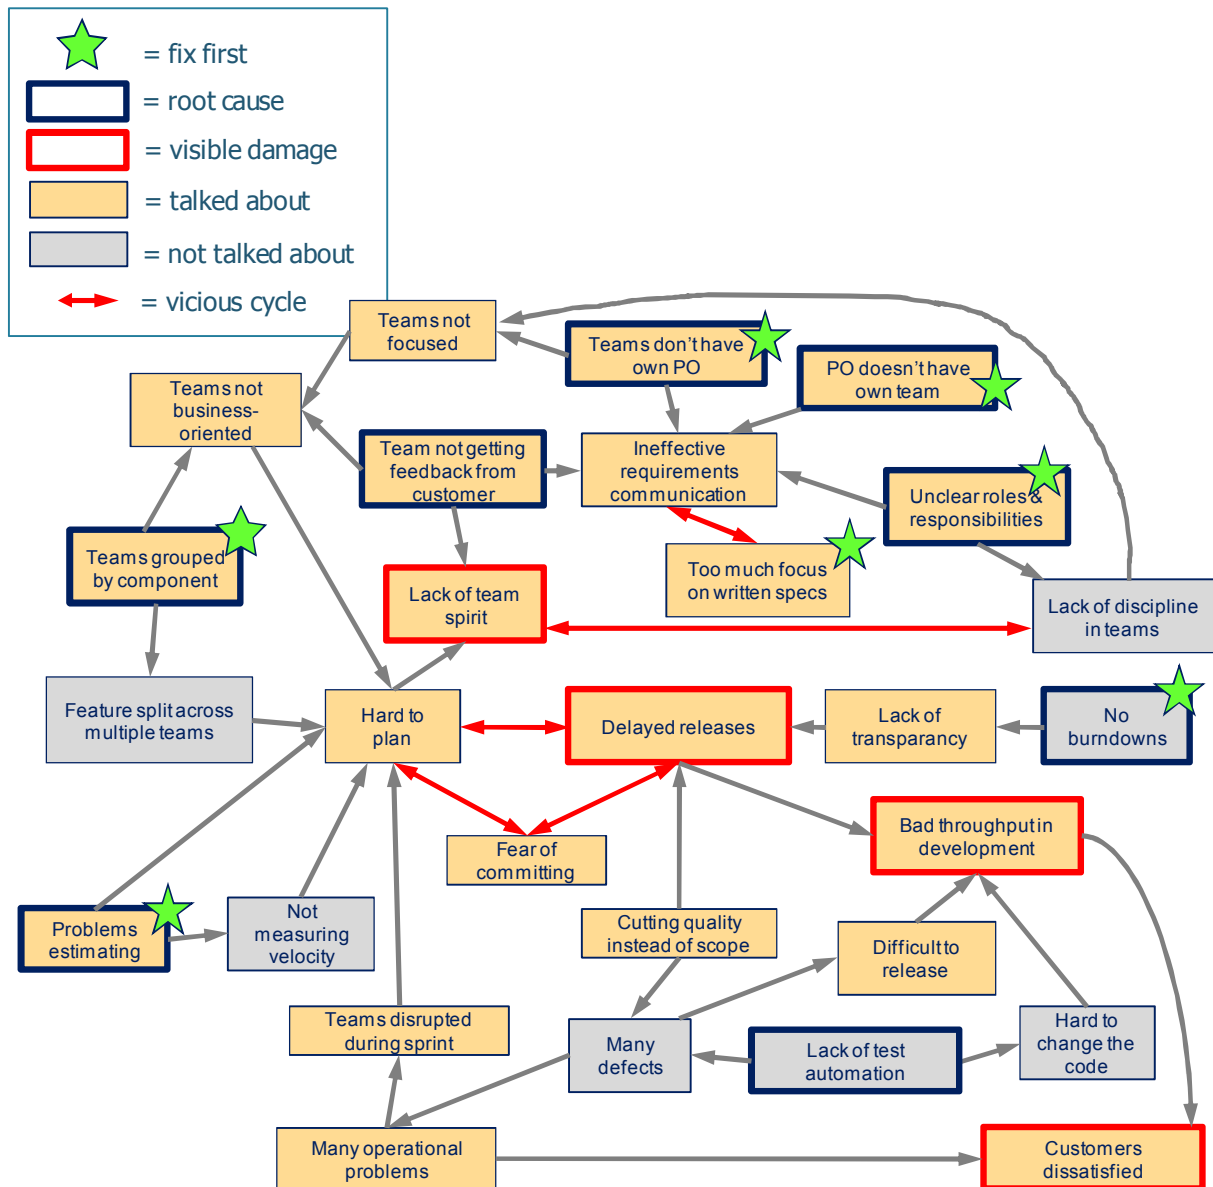 = fix first
= root cause
= visible damage
= talked about
= not talked about
= vicious cycle
Teams not
focused
Teams don't have
own PO
PO doesn't have
own team
Teams not
business-
oriented
Team not getting
feedback from
customer
Ineffective
requirements
communication
Unclear roles &
responsibilities
Teams grouped
by component
Too much focus
on written specs
Lack of team
spirit
Lack of discipline
in teams
Feature split across
multiple teams
Hard to
plan
Delayed releases
Lack of
transparancy
No
burndowns
Fear of
committing
Bad throughput in
development
Problems
estimating
Not
measuring
velocity
Cutting quality
instead of scope
Difficult to
release
Teams disrupted
during sprint
Many
defects
Lack of test
automation
Hard to
change the
code
Many operational
problems
Customers
dissatisfied